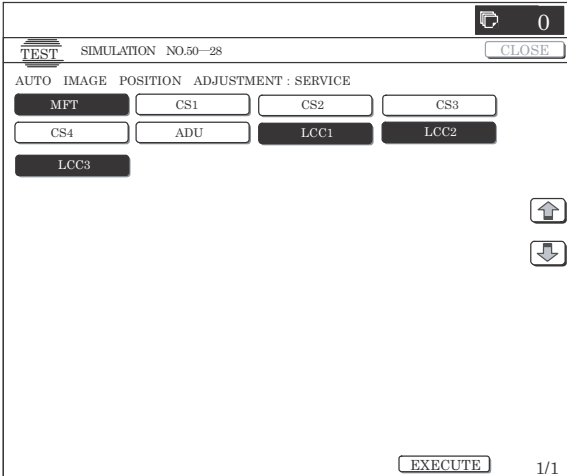 0
TEST SIMULATION NO.50—28 CLOSE
AUTO IMAGE POSITION ADJUSTMENT : SERVICE
MFT CS1 CS2 CS3
CS4 ADU LCC1 LCC2
LCC3
EXECUTE 1/1